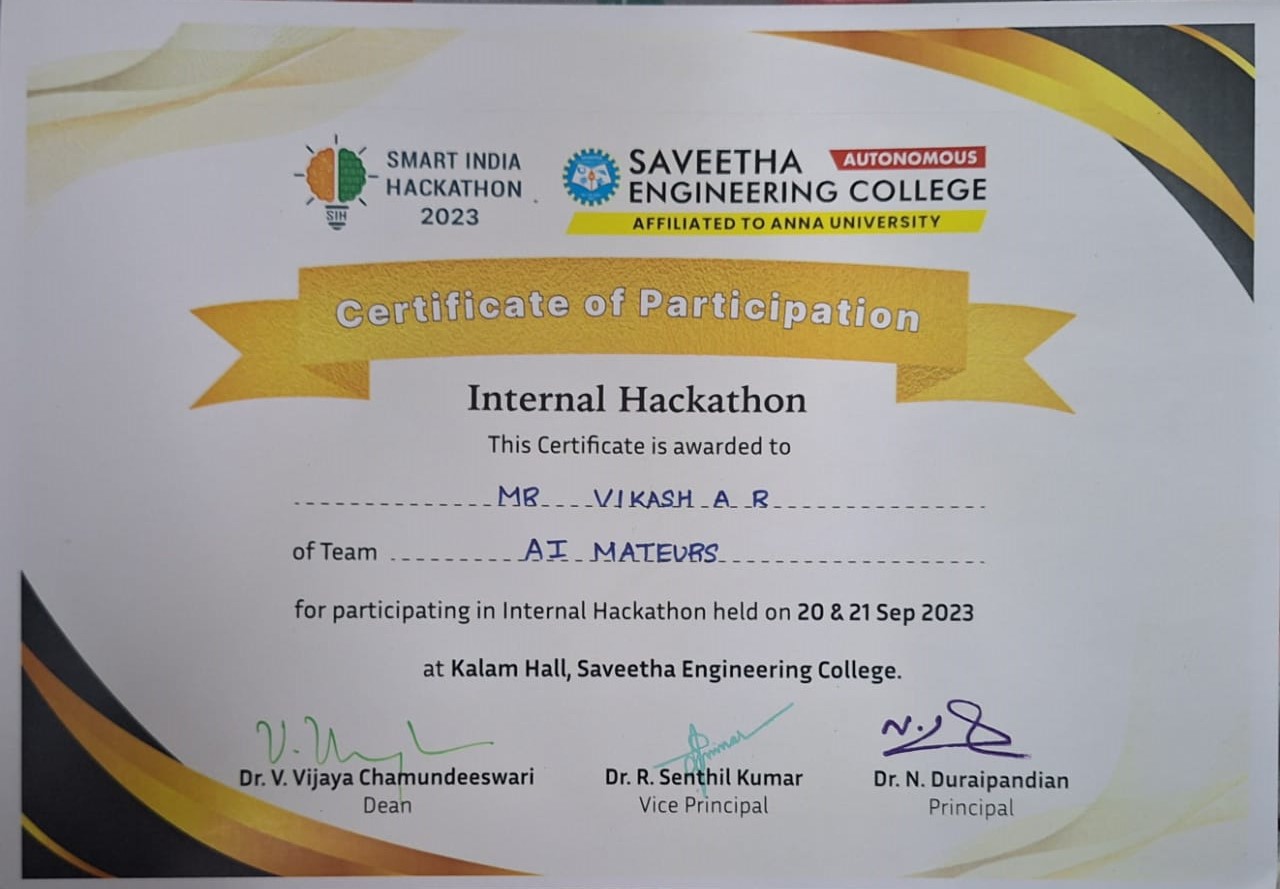 SMART INDIA
HACKATHON
2023
SIH
SAVEETHA AUTONOMOUS
ENGINEERING COLLEGE
AFFILIATED TO ANNA UNIVERSITY
Certificate of Participation
Internal Hackathon
This Certificate is awarded to
MR VIKASH A R
of Team AI MATEURS
for participating in Internal Hackathon held on 20 & 21 Sep 2023
at Kalam Hall, Saveetha Engineering College.
Dr. V. Vijaya Chamundeeswari
Dean
Dr. R. Senthil Kumar
Vice Principal
Dr. N. Duraipandian
Principal